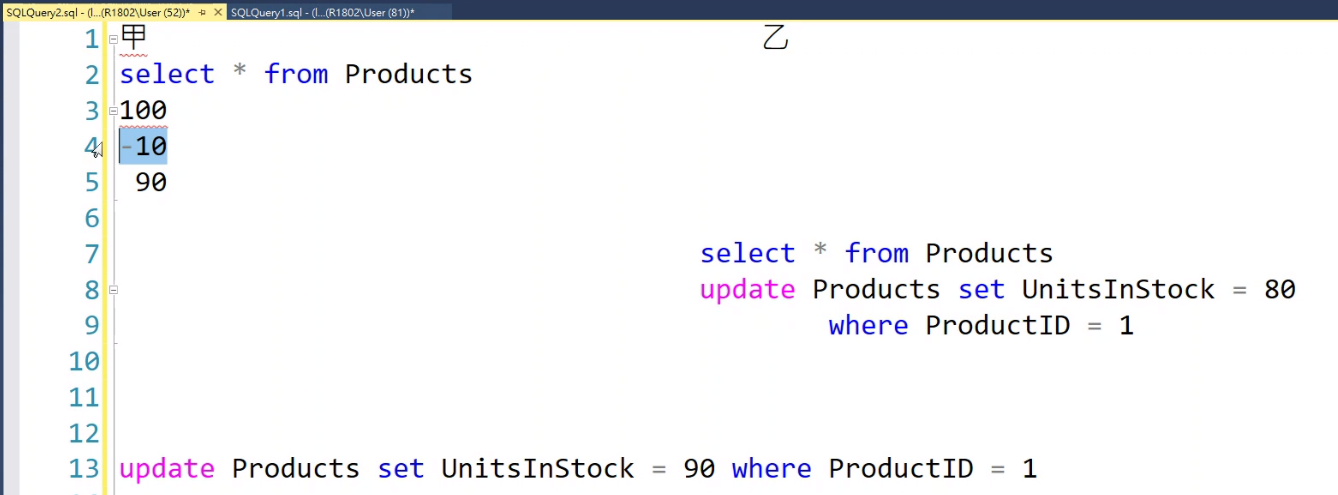 SQLQuery2.sql - (l...(R1802\User (52))* SQLQuery1.sql - (l...(R1802\User (81))*
1 甲 乙
2 select * from Products
3 100
4 -10
5 90
6
7 select * from Products
8 update Products set UnitsInStock = 80
9 where ProductID = 1
10
11
12
13 update Products set UnitsInStock = 90 where ProductID = 1